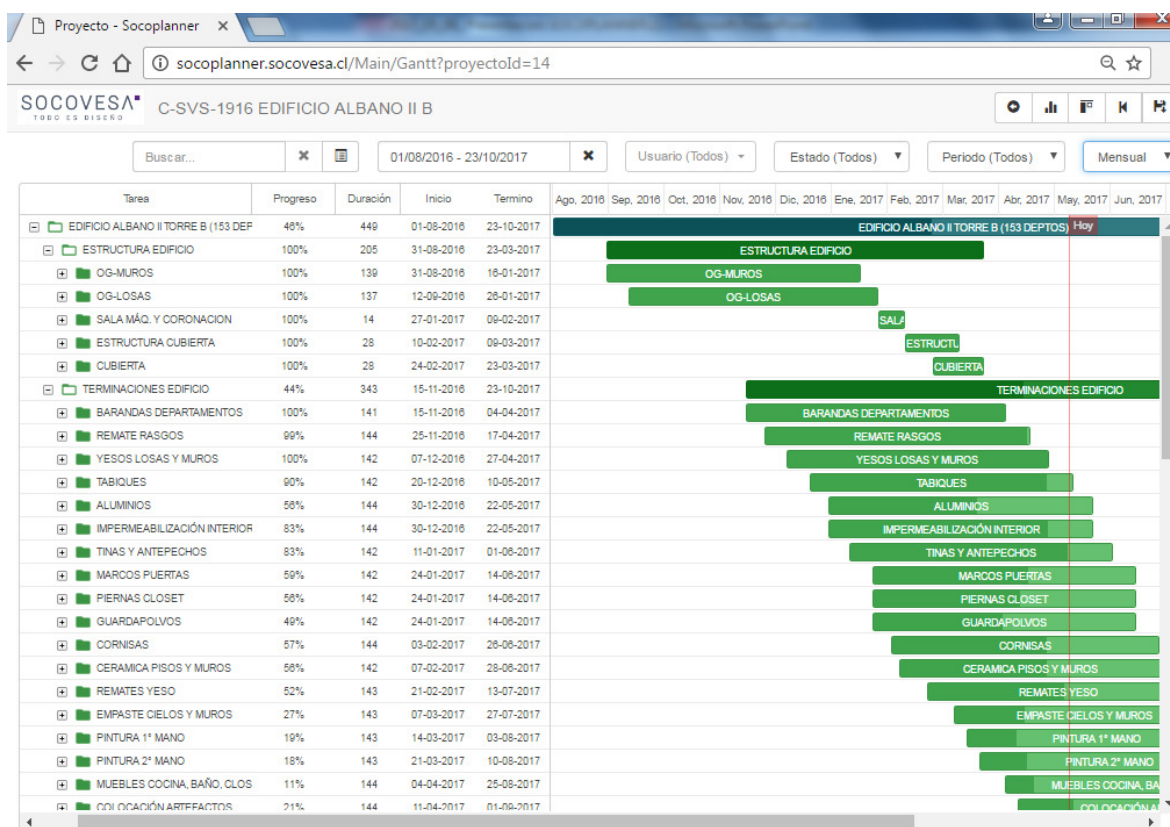 Proyecto - Socoplanner
socoplanner.socovesa.cl/Main/Gantt?proyectoId=14
SOCOVESA
TODO ES DISEÑO
C-SVS-1916 EDIFICIO ALBANO II B
Buscar... 01/08/2016 - 23/10/2017 Usuario (Todos) Estado (Todos) Periodo (Todos) Mensual
Tarea Progreso Duración Inicio Termino Ago, 2016 Sep, 2016 Oct, 2016 Nov, 2016 Dic, 2016 Ene, 2017 Feb, 2017 Mar, 2017 Abr, 2017 May, 2017 Jun, 2017
EDIFICIO ALBANO II TORRE B (153 DEF 46% 449 01-08-2016 23-10-2017 EDIFICIO ALBANO II TORRE B (153 DEPTOS) Hoy
ESTRUCTURA EDIFICIO 100% 205 31-08-2016 23-03-2017 ESTRUCTURA EDIFICIO
OG-MUROS 100% 139 31-08-2016 16-01-2017 OG-MUROS
OG-LOSAS 100% 137 12-09-2016 26-01-2017 OG-LOSAS
SALA MÁQ. Y CORONACION 100% 14 27-01-2017 09-02-2017 SALA
ESTRUCTURA CUBIERTA 100% 28 10-02-2017 09-03-2017 ESTRUCTU
CUBIERTA 100% 28 24-02-2017 23-03-2017 CUBIERTA
TERMINACIONES EDIFICIO 44% 343 15-11-2016 23-10-2017 TERMINACIONES EDIFICIO
BARANDAS DEPARTAMENTOS 100% 141 15-11-2016 04-04-2017 BARANDAS DEPARTAMENTOS
REMATE RASGOS 99% 144 25-11-2016 17-04-2017 REMATE RASGOS
YESOS LOSAS Y MUROS 100% 142 07-12-2016 27-04-2017 YESOS LOSAS Y MUROS
TABIQUES 90% 142 20-12-2016 10-05-2017 TABIQUES
ALUMINIOS 56% 144 30-12-2016 22-05-2017 ALUMINIOS
IMPERMEABILIZACIÓN INTERIOR 83% 144 30-12-2016 22-05-2017 IMPERMEABILIZACIÓN INTERIOR
TINAS Y ANTEPECHOS 83% 142 11-01-2017 01-06-2017 TINAS Y ANTEPECHOS
MARCOS PUERTAS 59% 142 24-01-2017 14-06-2017 MARCOS PUERTAS
PIERNAS CLOSET 56% 142 24-01-2017 14-06-2017 PIERNAS CLOSET
GUARDAPOLVOS 49% 142 24-01-2017 14-06-2017 GUARDAPOLVOS
CORNISAS 57% 144 03-02-2017 26-06-2017 CORNISAS
CERAMICA PISOS Y MUROS 56% 142 07-02-2017 28-06-2017 CERAMICA PISOS Y MUROS
REMATES YESO 52% 143 21-02-2017 13-07-2017 REMATES YESO
EMPASTE CIELOS Y MUROS 27% 143 07-03-2017 27-07-2017 EMPASTE CIELOS Y MUROS
PINTURA 1° MANO 19% 143 14-03-2017 03-08-2017 PINTURA 1° MANO
PINTURA 2° MANO 18% 143 21-03-2017 10-08-2017 PINTURA 2° MANO
MUEBLES COCINA, BAÑO, CLOS 11% 144 04-04-2017 25-08-2017 MUEBLES COCINA, BA
COLOCACIÓN ARTEFACTOS 21% 144 11-04-2017 01-09-2017 COLOCACIÓN A